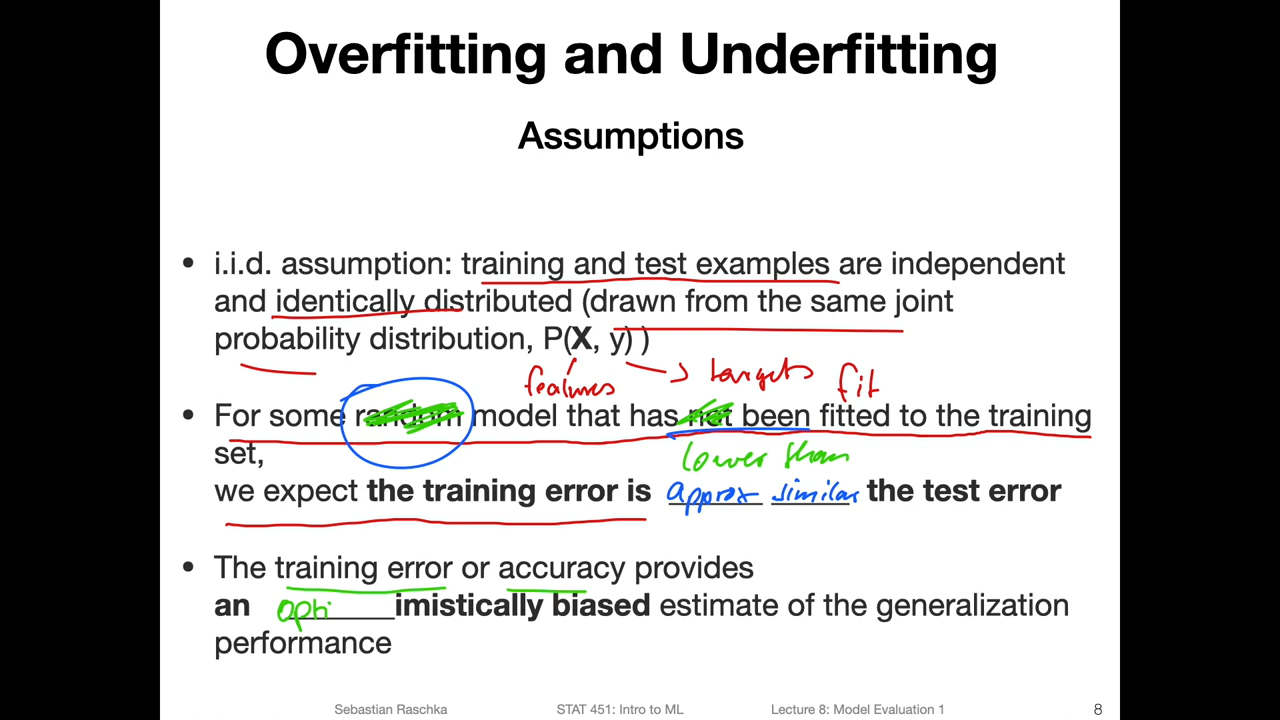 Overfitting and Underfitting
Assumptions
• i.i.d. assumption: training and test examples are independent
and identically distributed (drawn from the same joint
probability distribution, P(X, y) )
features → targets fit
• For some random model that has not been fitted to the training
set,
lower than
we expect the training error is approx similar the test error
• The training error or accuracy provides
an opti______imistically biased estimate of the generalization
performance
Sebastian Raschka STAT 451: Intro to ML Lecture 8: Model Evaluation 1 8